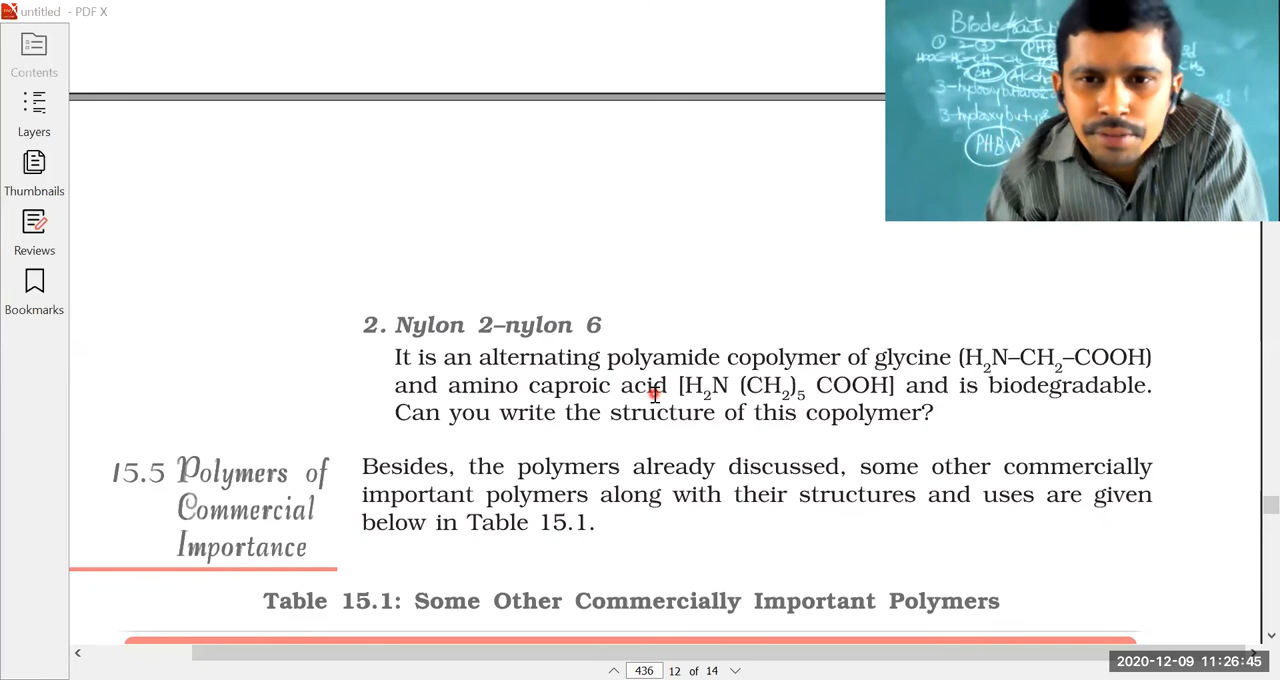 untitled - PDF X
Contents
Layers
Thumbnails
Reviews
Bookmarks
PHBV
2. Nylon 2–nylon 6
It is an alternating polyamide copolymer of glycine (H₂N–CH₂–COOH)
and amino caproic acid [H₂N (CH₂)₅ COOH] and is biodegradable.
Can you write the structure of this copolymer?
15.5 Polymers of
Commercial
Importance
Besides, the polymers already discussed, some other commercially
important polymers along with their structures and uses are given
below in Table 15.1.
Table 15.1: Some Other Commercially Important Polymers
436 12 of 14
2020-12-09 11:26:45